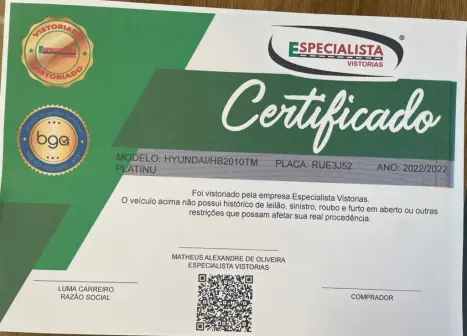 VISTORIADO
ESPECIALISTA
VISTORIADO
ESPECIALISTA
VISTORIAS
®
Certificado
bga
MODELO: HYUNDAI/HB2010TM PLACA: RUE3J52 ANO: 2022/2022
PLATINU
Foi vistoriado pela empresa Especialista Vistorias.
O veículo acima não possui histórico de leilão, sinistro, roubo e furto em aberto ou outras
restrições que possam afetar sua real procedência.
MATHEUS ALEXANDRE DE OLIVEIRA
ESPECIALISTA VISTORIAS
LUMA CARREIRO
RAZÃO SOCIAL
COMPRADOR